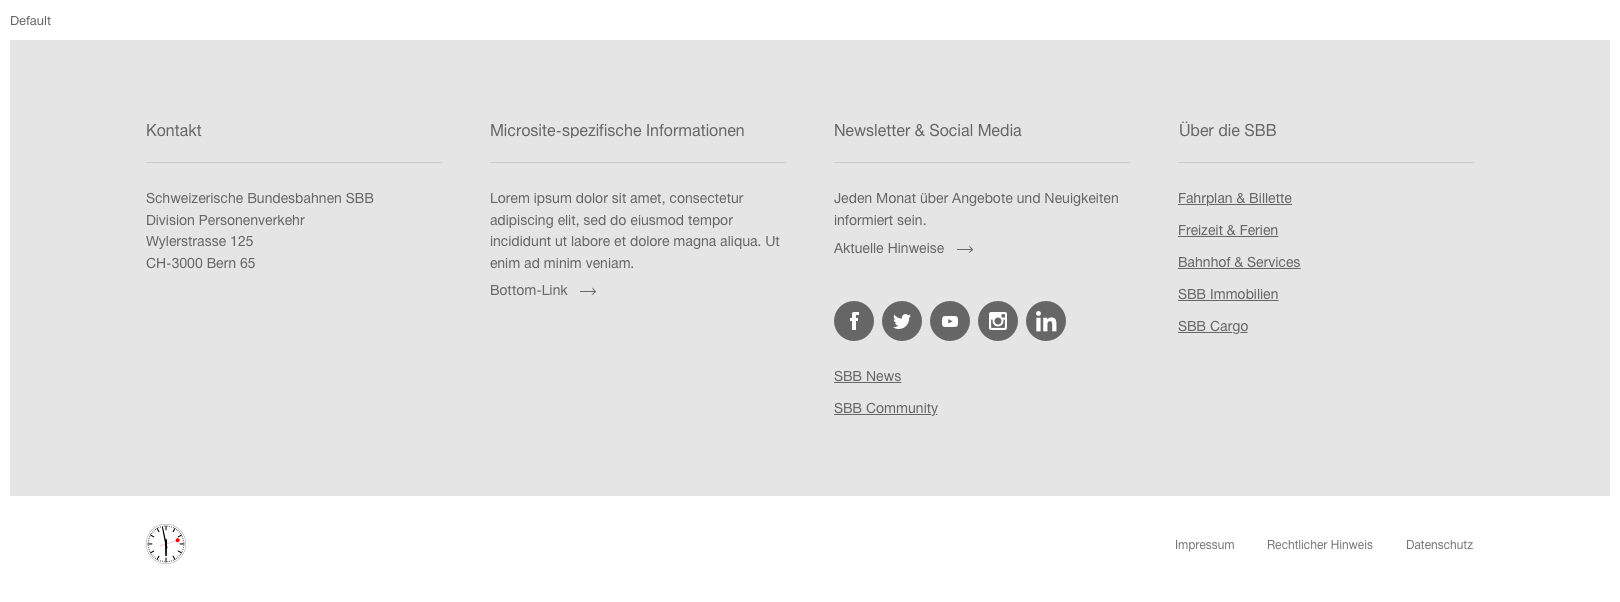 Default
Kontakt
Schweizerische Bundesbahnen SBB
Division Personenverkehr
Wylerstrasse 125
CH-3000 Bern 65
Microsite-spezifische Informationen
Lorem ipsum dolor sit amet, consectetur
adipiscing elit, sed do eiusmod tempor
incididunt ut labore et dolore magna aliqua. Ut
enim ad minim veniam.
Bottom-Link
Newsletter & Social Media
Jeden Monat über Angebote und Neuigkeiten
informiert sein.
Aktuelle Hinweise
SBB News
SBB Community
Über die SBB
Fahrplan & Billette
Freizeit & Ferien
Bahnhof & Services
SBB Immobilien
SBB Cargo
Impressum
Rechtlicher Hinweis
Datenschutz